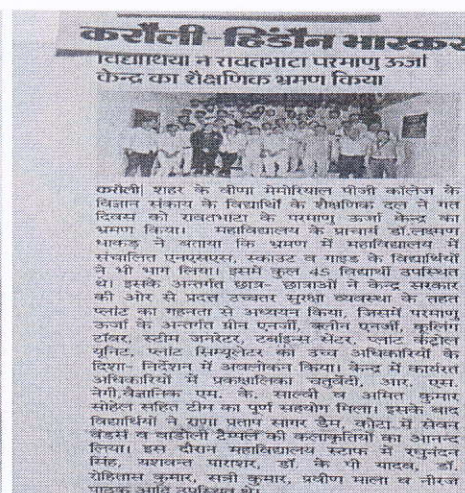 करौली-हिंडौन भास्कर
विद्यार्थियों ने रावतभाटा परमाणु ऊर्जा
केन्द्र का शैक्षणिक भ्रमण किया
करौली| शहर के वीणा मेमोरियल पीजी कॉलेज के
विज्ञान संकाय के विद्यार्थियों के शैक्षणिक दल ने गत
दिवस को रावतभाटा के परमाणु ऊर्जा केन्द्र का
भ्रमण किया। महाविद्यालय के प्राचार्य डॉ.लक्ष्मण
धाकड़ ने बताया कि भ्रमण में महाविद्यालय में
संचालित एनएसएस, स्काउट व गाइड के विद्यार्थियों
ने भी भाग लिया। इसमें कुल 45 विद्यार्थी उपस्थित
थे। इसके अन्तर्गत छात्र- छात्राओं ने केन्द्र सरकार
की ओर से प्रदत्त उच्चतर सुरक्षा व्यवस्था के तहत
प्लांट का गहनता से अध्ययन किया, जिसमें परमाणु
ऊर्जा के अन्तर्गत ग्रीन एनर्जी, क्लीन एनर्जी, कूलिंग
टॉवर, स्टीम जनरेटर, टर्बाइन्स सेंटर, प्लांट कंट्रोल
यूनिट, प्लांट सिम्युलेटर का उच्च अधिकारियों के
दिशा- निर्देशन में अवलोकन किया। केन्द्र में कार्यरत
अधिकारियों में प्रकक्षालिका चतुर्वेदी, आर. एस.
नेगी,वैज्ञानिक एम. के. साल्वी व अमित कुमार
सोहेल सहित टीम का पूर्ण सहयोग मिला। इसके बाद
विद्यार्थियों ने राणा प्रताप सागर डैम, कोटा में सेवन
वंडर्स व बाडोली टैम्पल की कलाकृतियों का आनन्द
लिया। इस दौरान महाविद्यालय स्टाफ में रघुनंदन
सिंह, यशवन्त पाराशर, डॉ. के पी यादव, डॉ.
रोहितास कुमार, सन्नी कुमार, प्रवीण माला व नीरज
पाठक आदि उपस्थित थे।